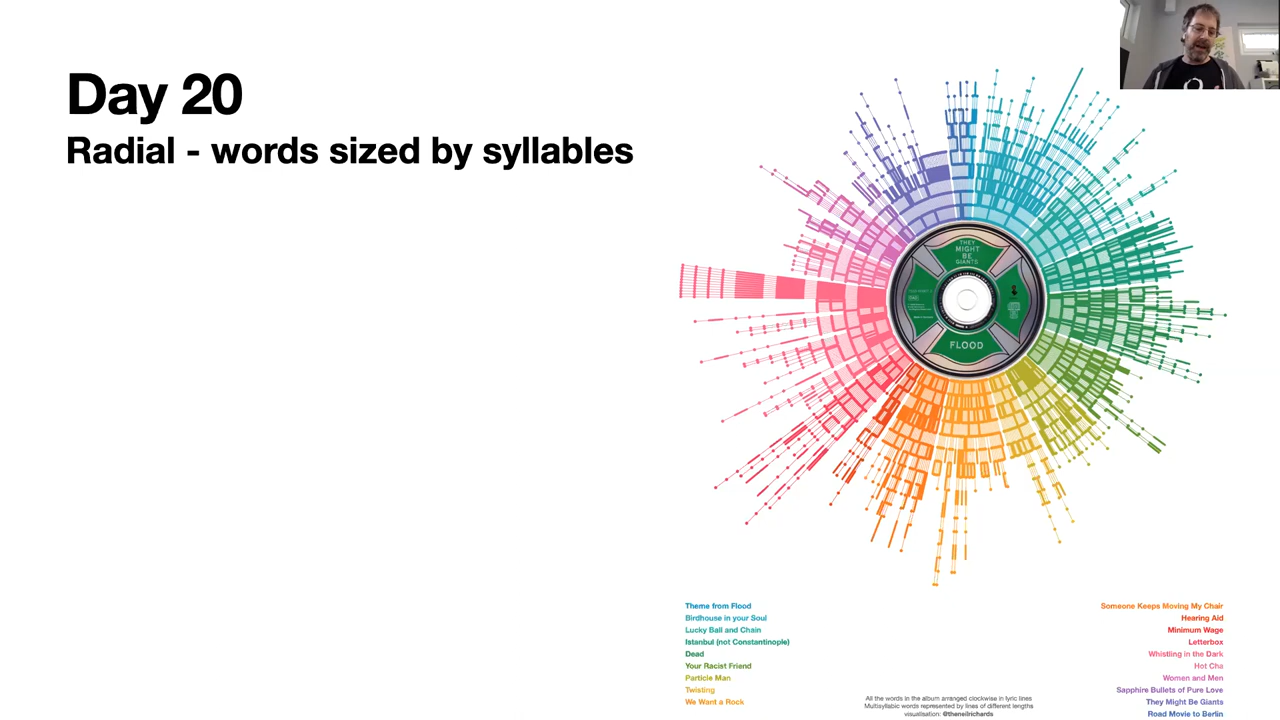 Day 20
Radial - words sized by syllables
THEY
MIGHT
BE
GIANTS
FLOOD
Theme from Flood
Birdhouse in your Soul
Lucky Ball and Chain
Istanbul (not Constantinople)
Dead
Your Racist Friend
Particle Man
Twisting
We Want a Rock
Someone Keeps Moving My Chair
Hearing Aid
Minimum Wage
Letterbox
Whistling in the Dark
Hot Cha
Women and Men
Sapphire Bullets of Pure Love
They Might Be Giants
Road Movie to Berlin
All the words in the album arranged clockwise in lyric lines
Multisyllabic words represented by lines of different lengths
visualisation: @theneilrichards